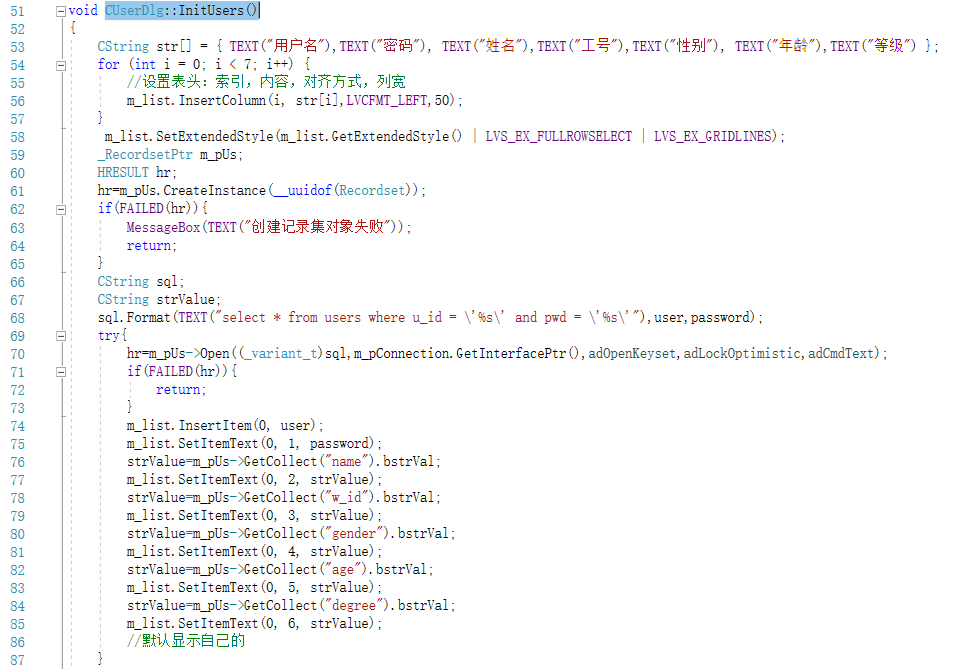 51 void CUserDlg::InitUsers()
52 {
53 CString str[] = { TEXT("用户名"),TEXT("密码"), TEXT("姓名"),TEXT("工号"),TEXT("性别"), TEXT("年龄"),TEXT("等级") };
54 for (int i = 0; i < 7; i++) {
55 //设置表头：索引，内容，对齐方式，列宽
56 m_list.InsertColumn(i, str[i],LVCFMT_LEFT,50);
57 }
58 m_list.SetExtendedStyle(m_list.GetExtendedStyle() | LVS_EX_FULLROWSELECT | LVS_EX_GRIDLINES);
59 _RecordsetPtr m_pUs;
60 HRESULT hr;
61 hr=m_pUs.CreateInstance(__uuidof(Recordset));
62 if(FAILED(hr)){
63 MessageBox(TEXT("创建记录集对象失败"));
64 return;
65 }
66 CString sql;
67 CString strValue;
68 sql.Format(TEXT("select * from users where u_id = \'%s\' and pwd = \'%s\'"),user,password);
69 try{
70 hr=m_pUs->Open((_variant_t)sql,m_pConnection.GetInterfacePtr(),adOpenKeyset,adLockOptimistic,adCmdText);
71 if(FAILED(hr)){
72 return;
73 }
74 m_list.InsertItem(0, user);
75 m_list.SetItemText(0, 1, password);
76 strValue=m_pUs->GetCollect("name").bstrVal;
77 m_list.SetItemText(0, 2, strValue);
78 strValue=m_pUs->GetCollect("w_id").bstrVal;
79 m_list.SetItemText(0, 3, strValue);
80 strValue=m_pUs->GetCollect("gender").bstrVal;
81 m_list.SetItemText(0, 4, strValue);
82 strValue=m_pUs->GetCollect("age").bstrVal;
83 m_list.SetItemText(0, 5, strValue);
84 strValue=m_pUs->GetCollect("degree").bstrVal;
85 m_list.SetItemText(0, 6, strValue);
86 //默认显示自己的
87 }